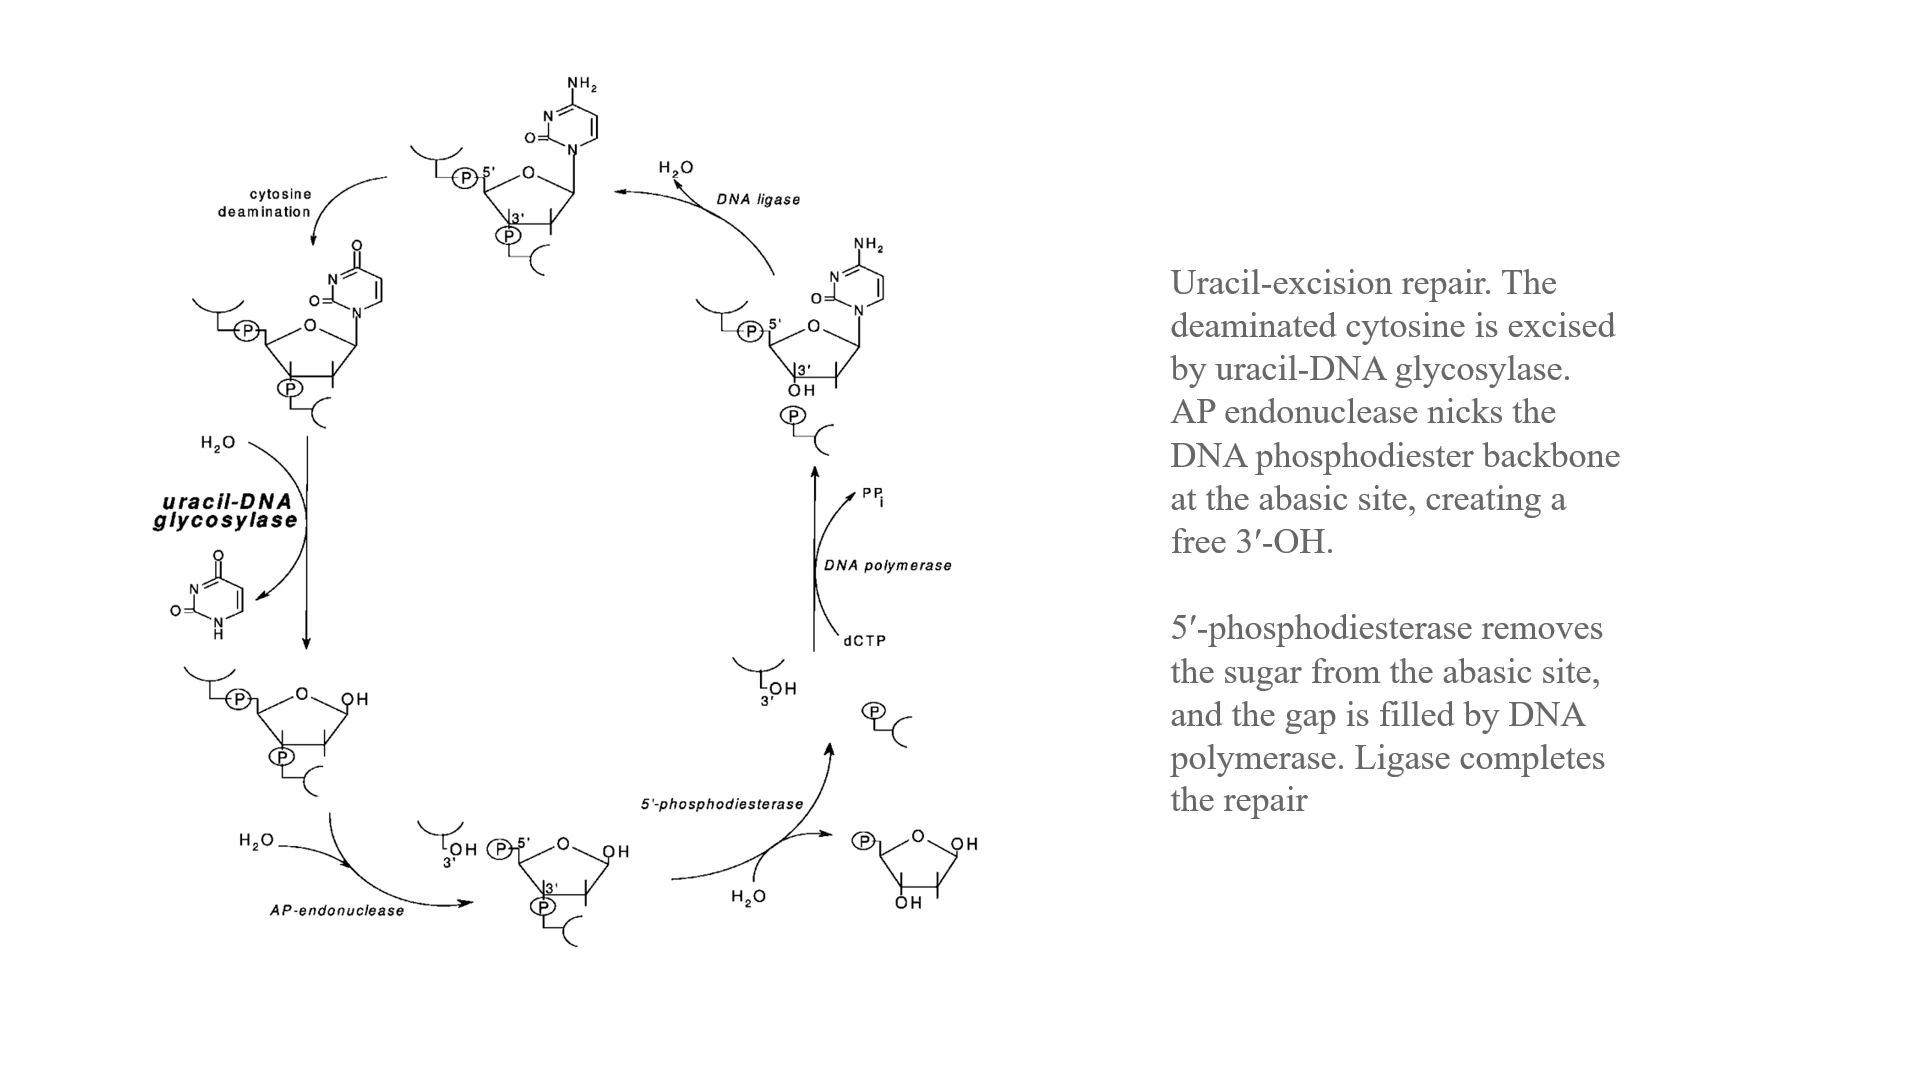 NH2
N
O
N
O
P
5'
3'
P
H2O
DNA ligase
cytosine
deamination
O
N
O
N
O
P
P
NH2
N
O
N
O
P
5'
3'
OH
P
H2O
uracil-DNA
glycosylase
O
N
O
N
H
PPi
DNA polymerase
dCTP
O
OH
P
P
OH
3'
P
5'-phosphodiesterase
H2O
AP-endonuclease
OH
3'
P
5'
O
OH
3'
P
H2O
P
O
OH
OH
Uracil-excision repair. The
deaminated cytosine is excised
by uracil-DNA glycosylase.
AP endonuclease nicks the
DNA phosphodiester backbone
at the abasic site, creating a
free 3′-OH.
5′-phosphodiesterase removes
the sugar from the abasic site,
and the gap is filled by DNA
polymerase. Ligase completes
the repair